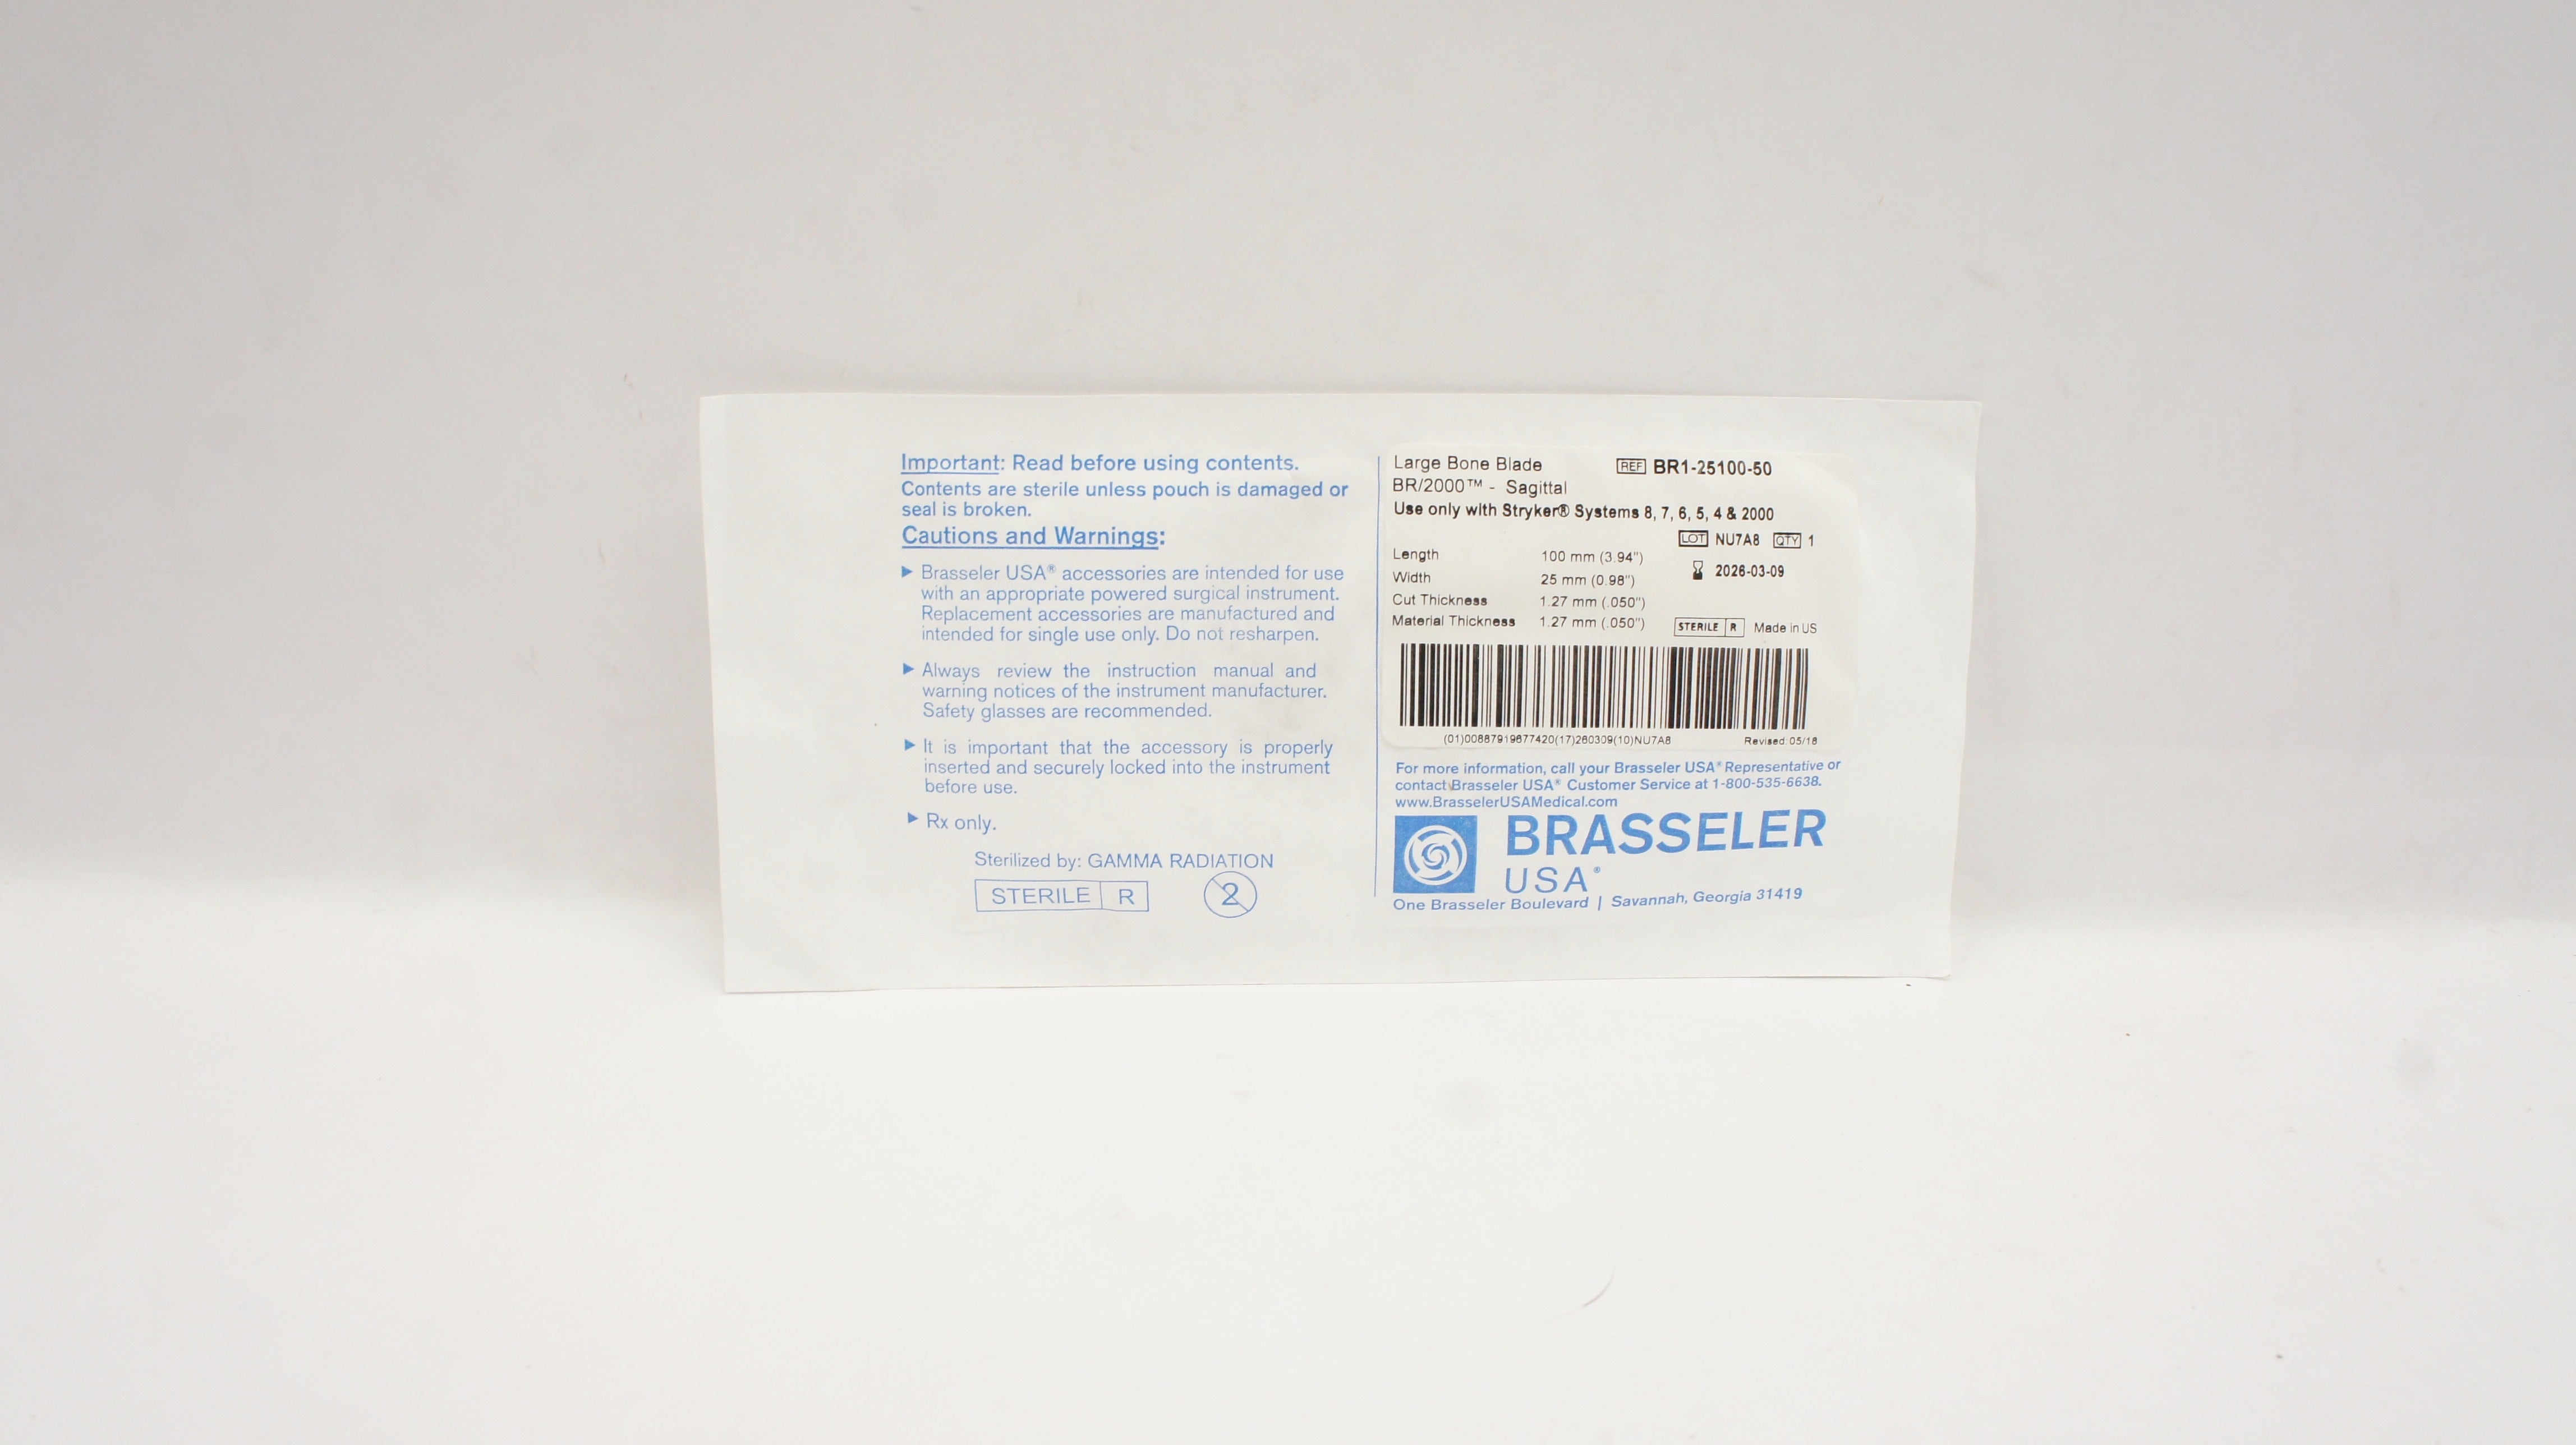 Important: Read before using contents.
Contents are sterile unless pouch is damaged or
seal is broken.
Cautions and Warnings:
▶ Brasseler USA® accessories are intended for use
with an appropriate powered surgical instrument.
Replacement accessories are manufactured and
intended for single use only. Do not resharpen.
▶ Always review the instruction manual and
warning notices of the instrument manufacturer.
Safety glasses are recommended.
▶ It is important that the accessory is properly
inserted and securely locked into the instrument
before use.
▶ Rx only.
Sterilized by: GAMMA RADIATION
STERILE R 2
Large Bone Blade REF BR1-25100-50
BR/2000™ - Sagittal
Use only with Stryker® Systems 8, 7, 6, 5, 4 & 2000
LOT NU7A8 QTY 1
Length 100 mm (3.94")
Width 25 mm (0.98") 2026-03-09
Cut Thickness 1.27 mm (.050")
Material Thickness 1.27 mm (.050") STERILE R Made in US
(01)00887919677420(17)260309(10)NU7A8 Revised:05/18
For more information, call your Brasseler USA® Representative or
contact Brasseler USA® Customer Service at 1-800-535-6638.
www.BrasselerUSAMedical.com
BRASSELER
USA®
One Brasseler Boulevard | Savannah, Georgia 31419